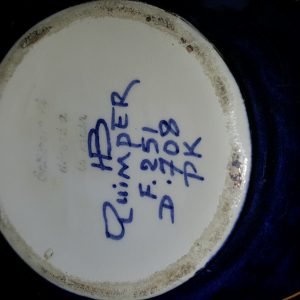 HB
QUIMPER
F.251
D.708
PK